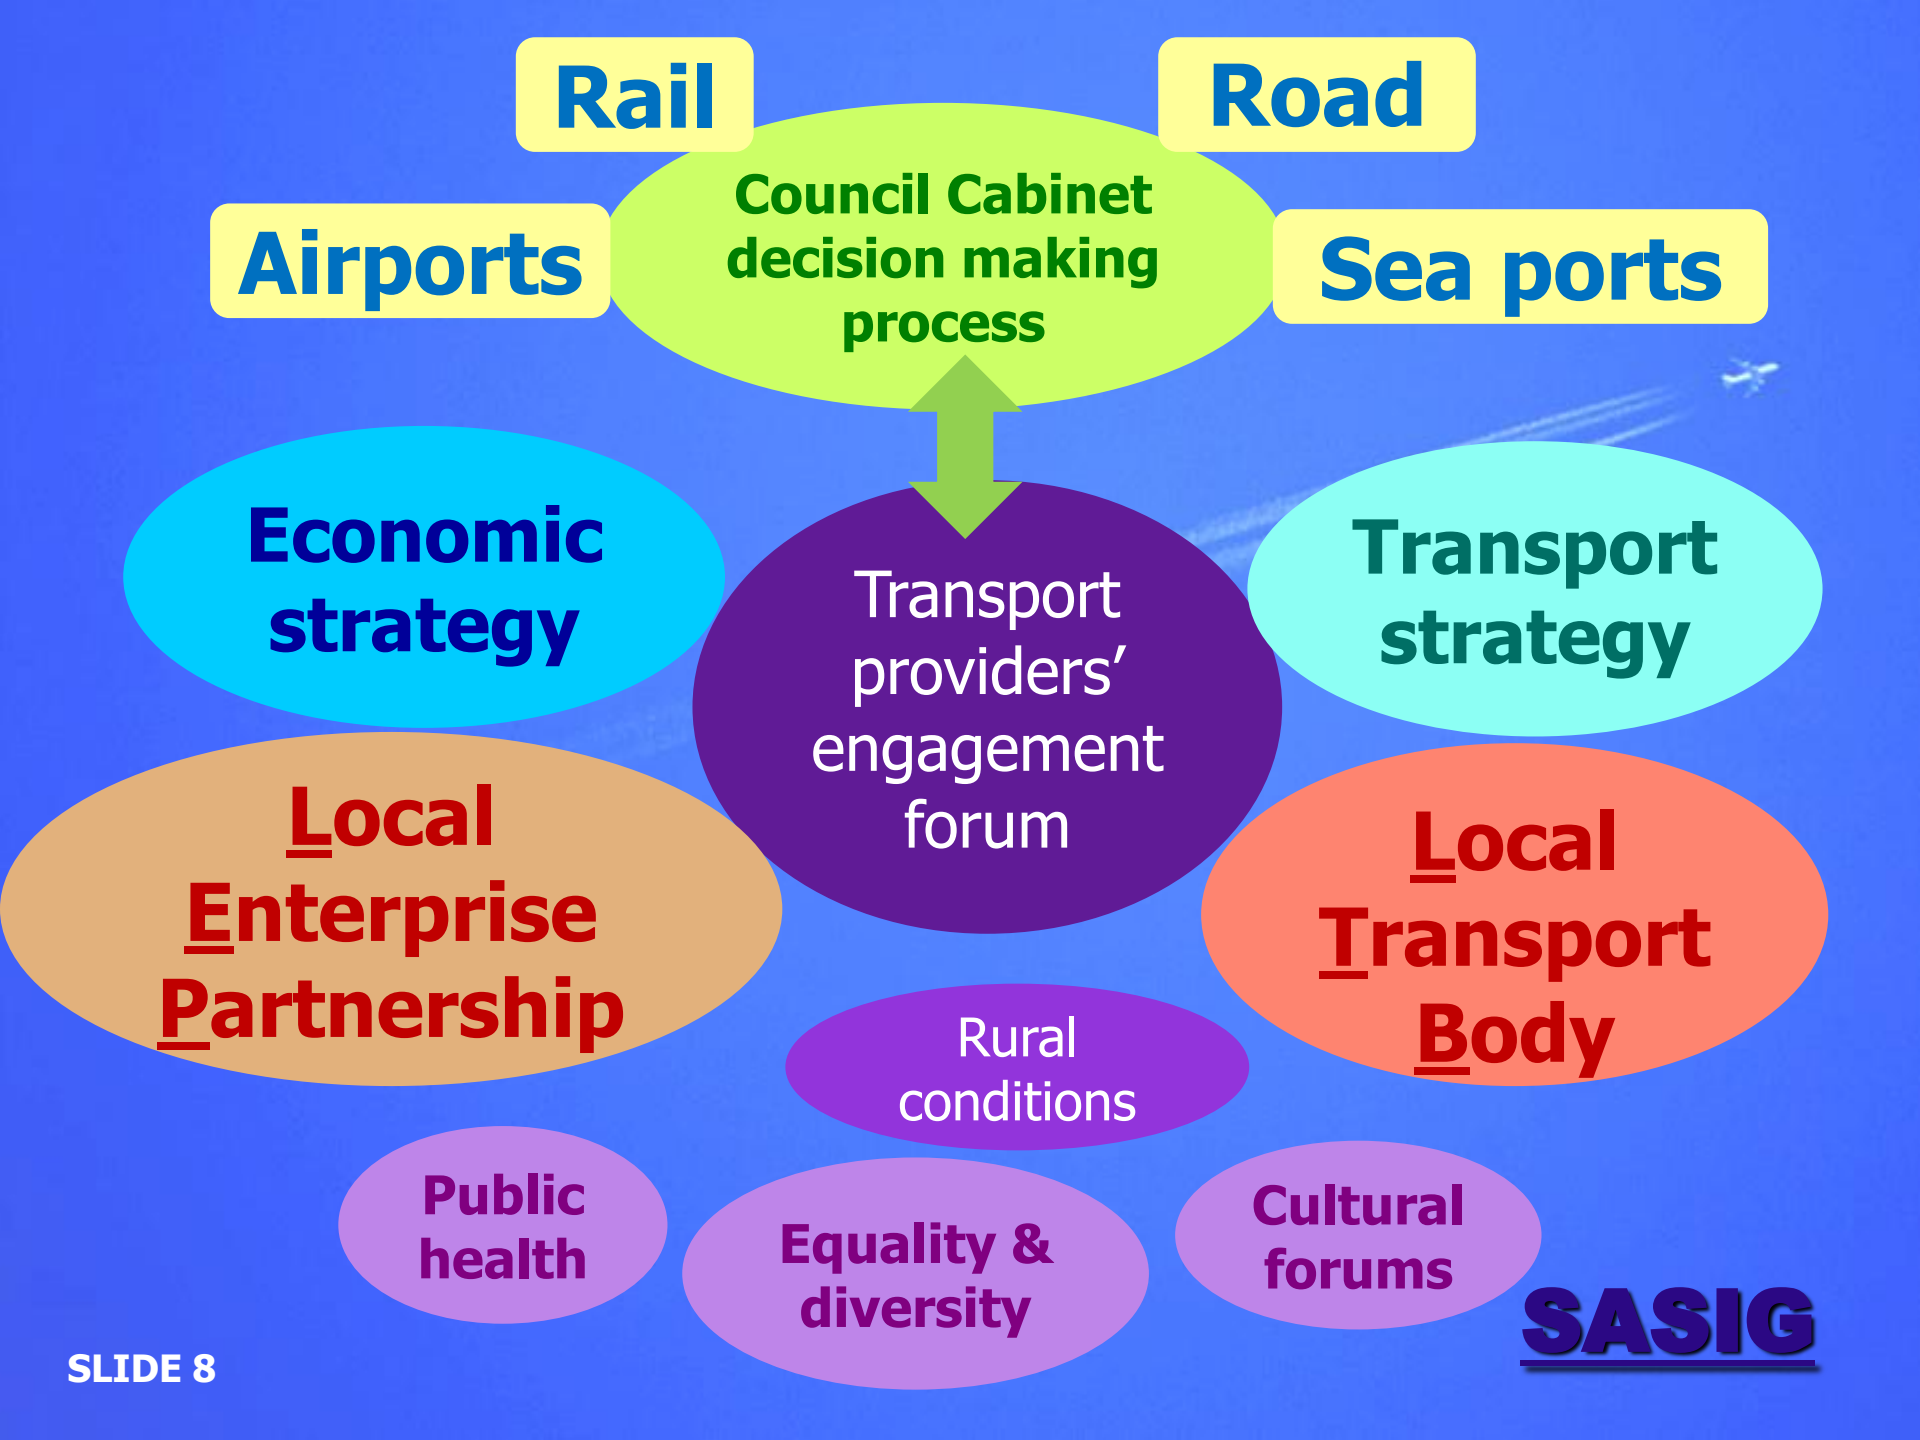 Rail
Road
Airports
Council Cabinet
decision making
process
Sea ports
Economic
strategy
Transport
providers’
engagement
forum
Transport
strategy
Local
Enterprise
Partnership
Local
Transport
Body
Rural
conditions
Public
health
Equality &
diversity
Cultural
forums
SASIG
SLIDE 8